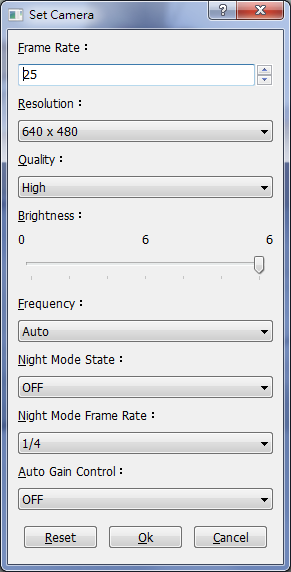 Set Camera
Frame Rate：
25
Resolution：
640 x 480
Quality：
High
Brightness：
0 6 6
Frequency：
Auto
Night Mode State：
OFF
Night Mode Frame Rate：
1/4
Auto Gain Control：
OFF
Reset Ok Cancel